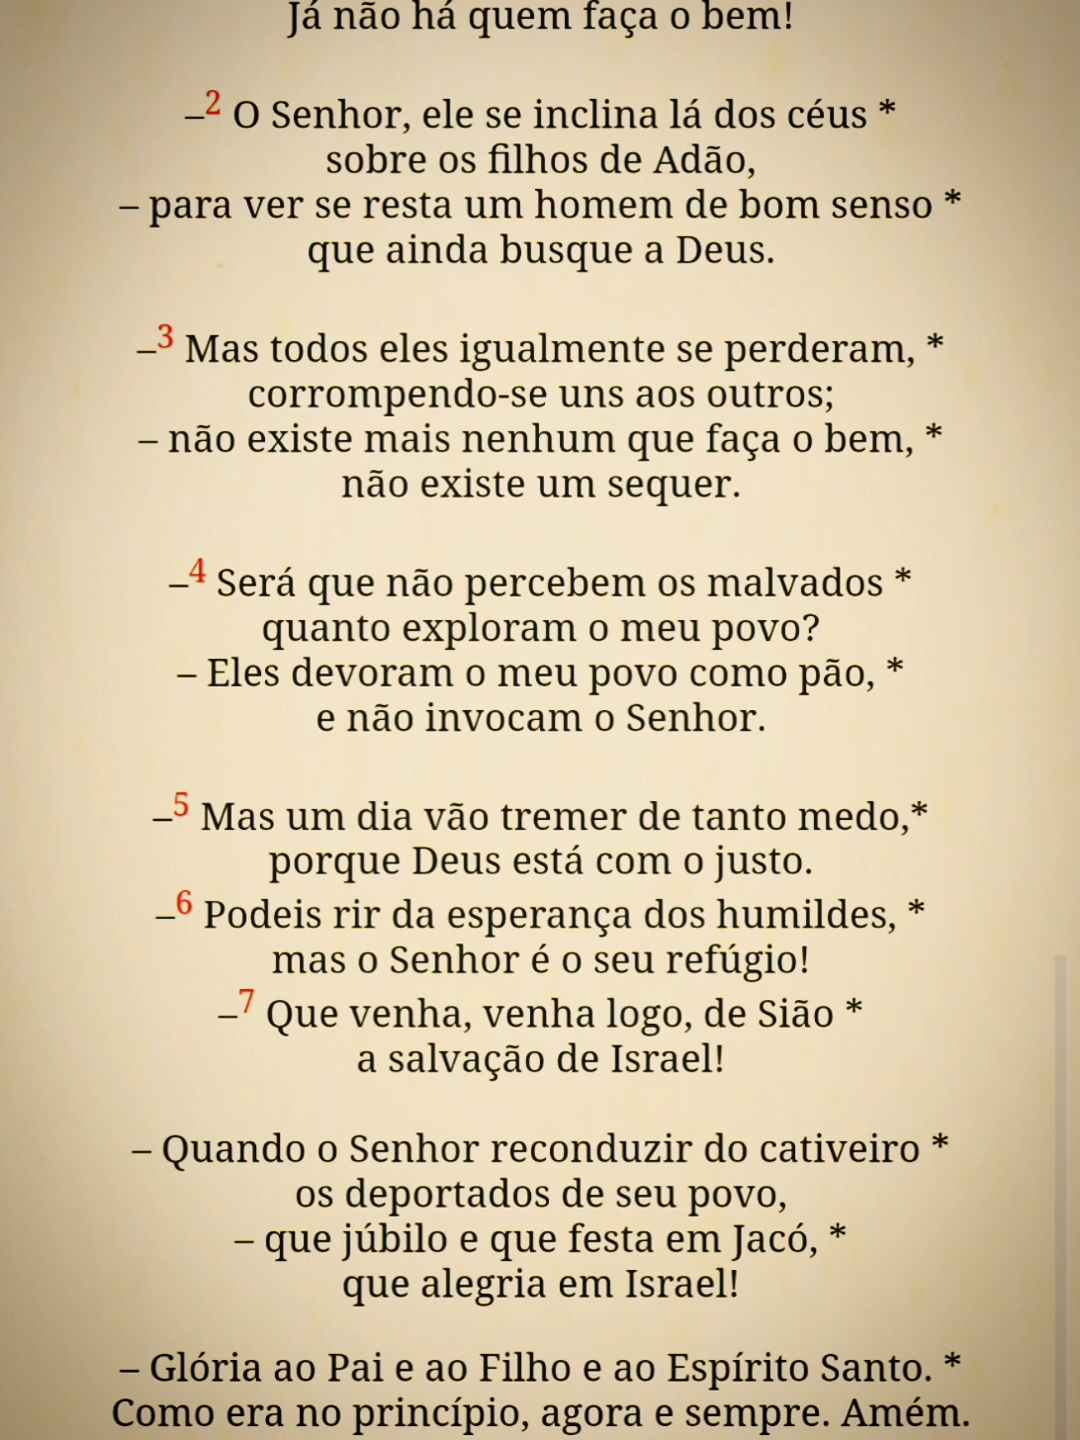 Já não há quem faça o bem!
–2 O Senhor, ele se inclina lá dos céus *
sobre os filhos de Adão,
– para ver se resta um homem de bom senso *
que ainda busque a Deus.
–3 Mas todos eles igualmente se perderam, *
corrompendo-se uns aos outros;
– não existe mais nenhum que faça o bem, *
não existe um sequer.
–4 Será que não percebem os malvados *
quanto exploram o meu povo?
– Eles devoram o meu povo como pão, *
e não invocam o Senhor.
–5 Mas um dia vão tremer de tanto medo,*
porque Deus está com o justo.
–6 Podeis rir da esperança dos humildes, *
mas o Senhor é o seu refúgio!
–7 Que venha, venha logo, de Sião *
a salvação de Israel!
– Quando o Senhor reconduzir do cativeiro *
os deportados de seu povo,
– que júbilo e que festa em Jacó, *
que alegria em Israel!
– Glória ao Pai e ao Filho e ao Espírito Santo. *
Como era no princípio, agora e sempre. Amém.